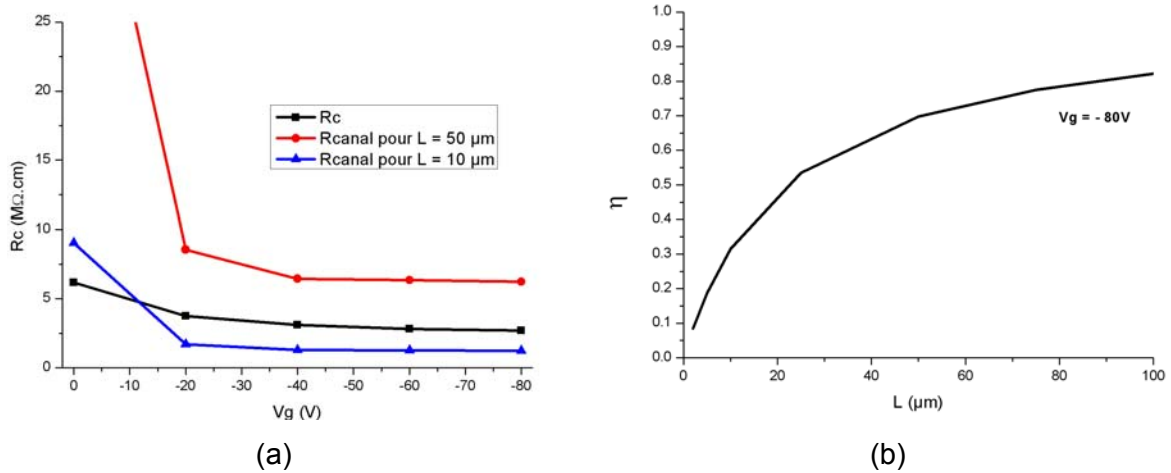 25
20
15
10
5
0
Rc (MΩ.cm)
Rc
Rcanal pour L = 50 µm
Rcanal pour L = 10 µm
0 -10 -20 -30 -40 -50 -60 -70 -80
Vg (V)
(a)
1.0
0.9
0.8
0.7
0.6
0.5
0.4
0.3
0.2
0.1
0.0
η
Vg = - 80V
0 20 40 60 80 100
L (µm)
(b)